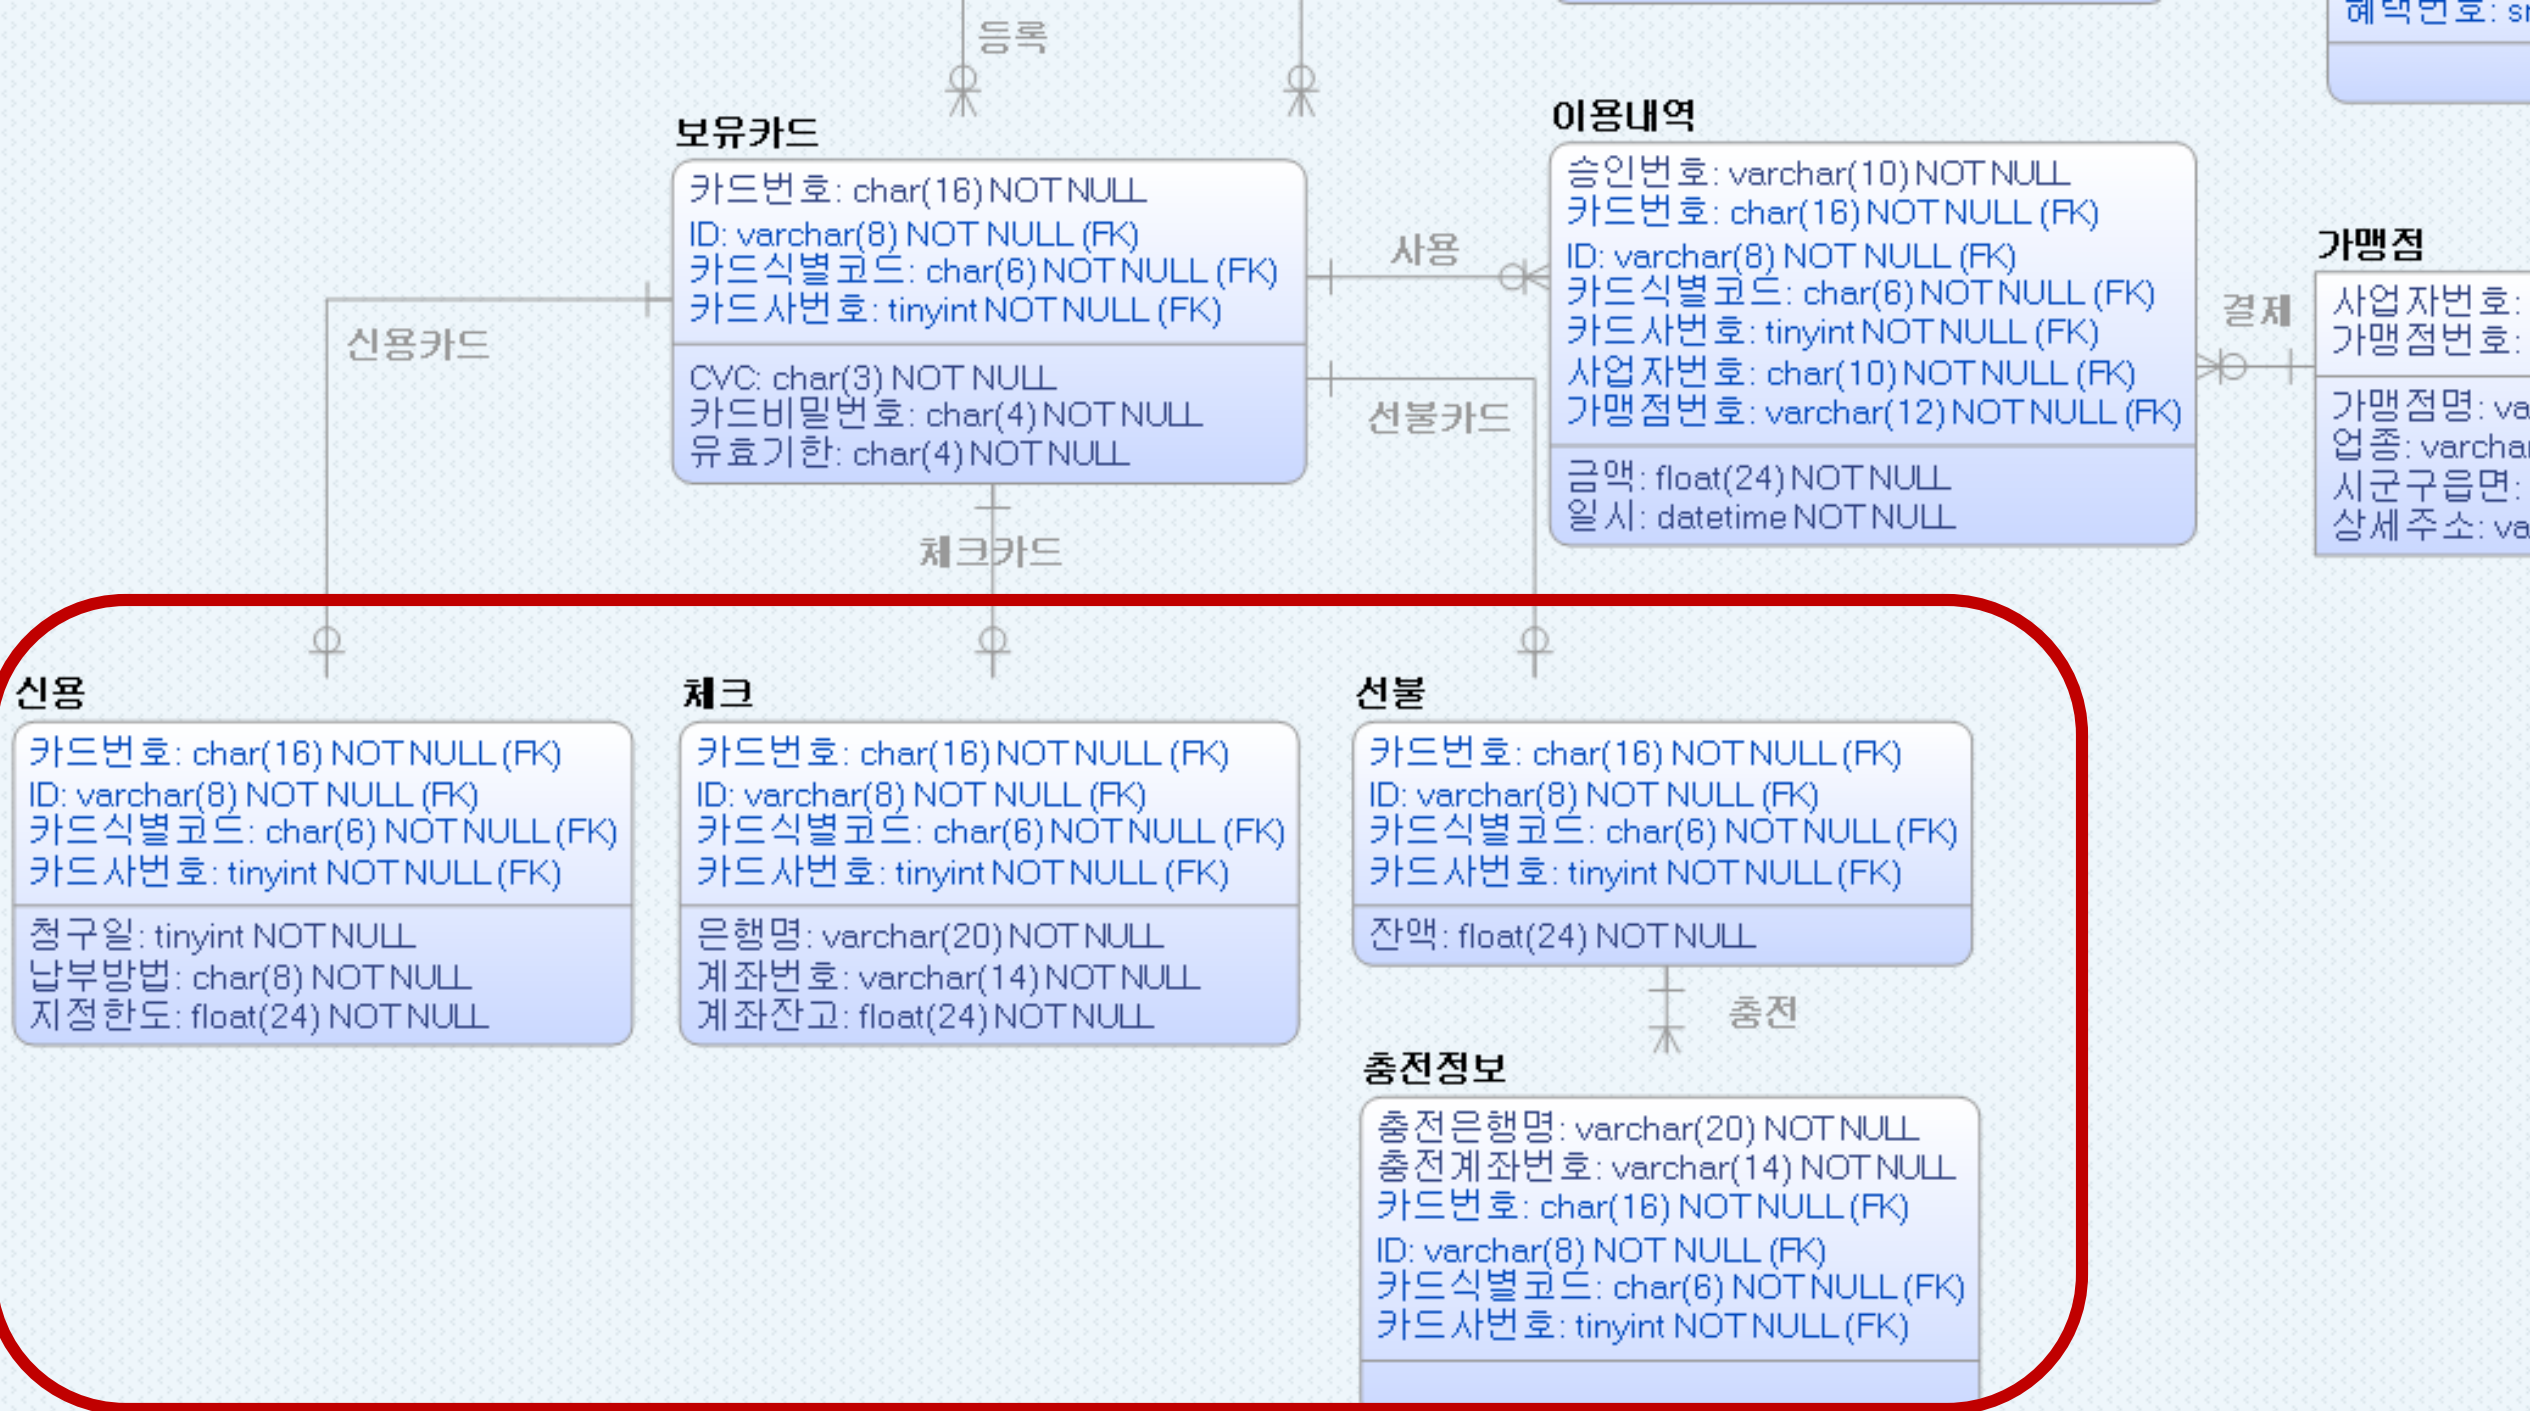 등록
혜택번호:
보유카드
카드번호: char(16) NOT NULL
ID: varchar(8) NOT NULL (FK)
카드식별코드: char(6) NOT NULL (FK)
카드사번호: tinyint NOT NULL (FK)
CVC: char(3) NOT NULL
카드비밀번호: char(4) NOT NULL
유효기한: char(4) NOT NULL
사용
이용내역
승인번호: varchar(10) NOT NULL
카드번호: char(16) NOT NULL (FK)
ID: varchar(8) NOT NULL (FK)
카드식별코드: char(6) NOT NULL (FK)
카드사번호: tinyint NOT NULL (FK)
사업자번호: char(10) NOT NULL (FK)
가맹점번호: varchar(12) NOT NULL (FK)
금액: float(24) NOT NULL
일시: datetime NOT NULL
결제
가맹점
사업자번호:
가맹점번호:
가맹점명: va
업종: varchar
시군구읍면:
상세주소: va
신용카드
체크카드
선불카드
신용
카드번호: char(16) NOT NULL (FK)
ID: varchar(8) NOT NULL (FK)
카드식별코드: char(6) NOT NULL (FK)
카드사번호: tinyint NOT NULL (FK)
청구일: tinyint NOT NULL
납부방법: char(8) NOT NULL
지정한도: float(24) NOT NULL
체크
카드번호: char(16) NOT NULL (FK)
ID: varchar(8) NOT NULL (FK)
카드식별코드: char(6) NOT NULL (FK)
카드사번호: tinyint NOT NULL (FK)
은행명: varchar(20) NOT NULL
계좌번호: varchar(14) NOT NULL
계좌잔고: float(24) NOT NULL
선불
카드번호: char(16) NOT NULL (FK)
ID: varchar(8) NOT NULL (FK)
카드식별코드: char(6) NOT NULL (FK)
카드사번호: tinyint NOT NULL (FK)
잔액: float(24) NOT NULL
충전
충전정보
충전은행명: varchar(20) NOT NULL
충전계좌번호: varchar(14) NOT NULL
카드번호: char(16) NOT NULL (FK)
ID: varchar(8) NOT NULL (FK)
카드식별코드: char(6) NOT NULL (FK)
카드사번호: tinyint NOT NULL (FK)